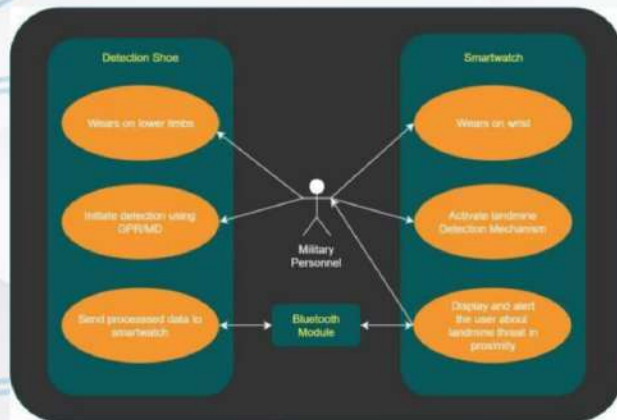 Detection Shoe
Wears on lower limbs
Initiate detection using
GPR/MD
Send processed data to
smartwatch
Military
Personnel
Bluetooth
Module
Smartwatch
Wears on wrist
Activate landmine
Detection Mechanism
Display and alert
the user about
landmine threat in
proximity